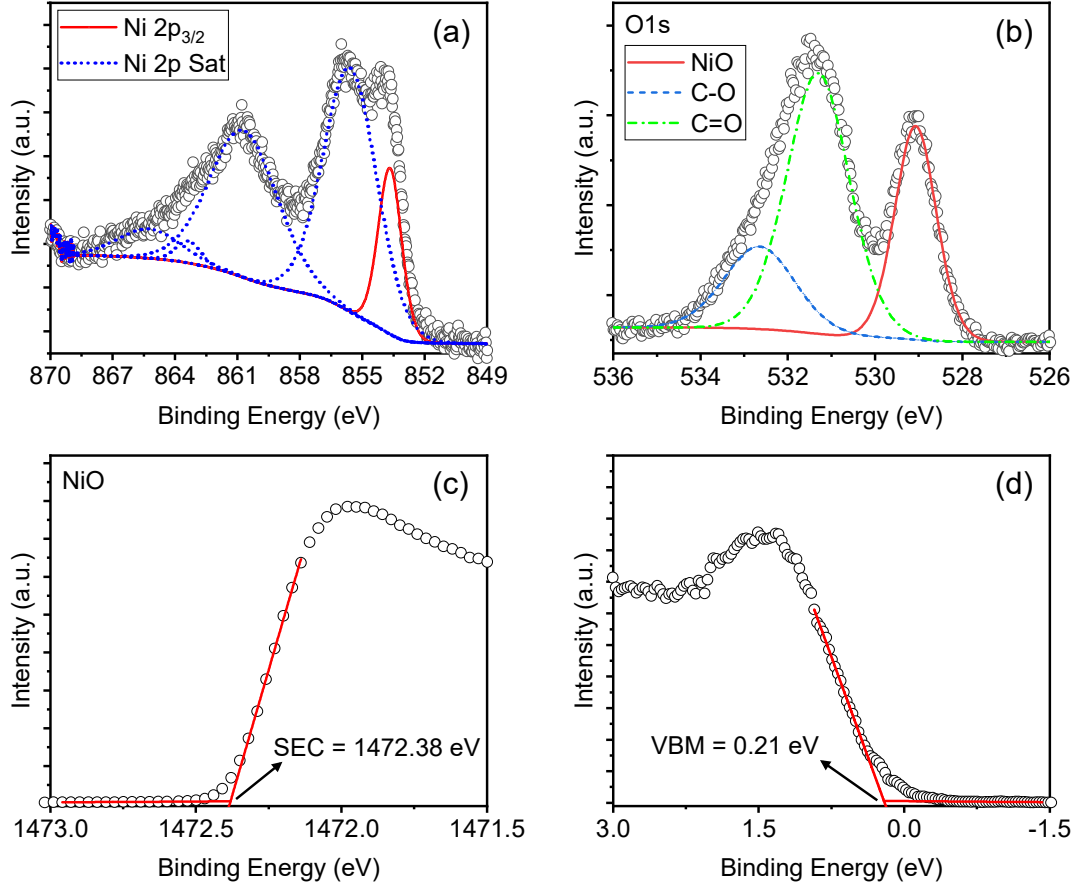 Ni 2p3/2
Ni 2p Sat
(a)
Intensity (a.u.)
870 867 864 861 858 855 852 849
Binding Energy (eV)
O1s
(b)
NiO
C-O
C=O
Intensity (a.u.)
536 534 532 530 528 526
Binding Energy (eV)
NiO
(c)
SEC = 1472.38 eV
Intensity (a.u.)
1473.0 1472.5 1472.0 1471.5
Binding Energy (eV)
(d)
VBM = 0.21 eV
Intensity (a.u.)
3.0 1.5 0.0 -1.5
Binding Energy (eV)